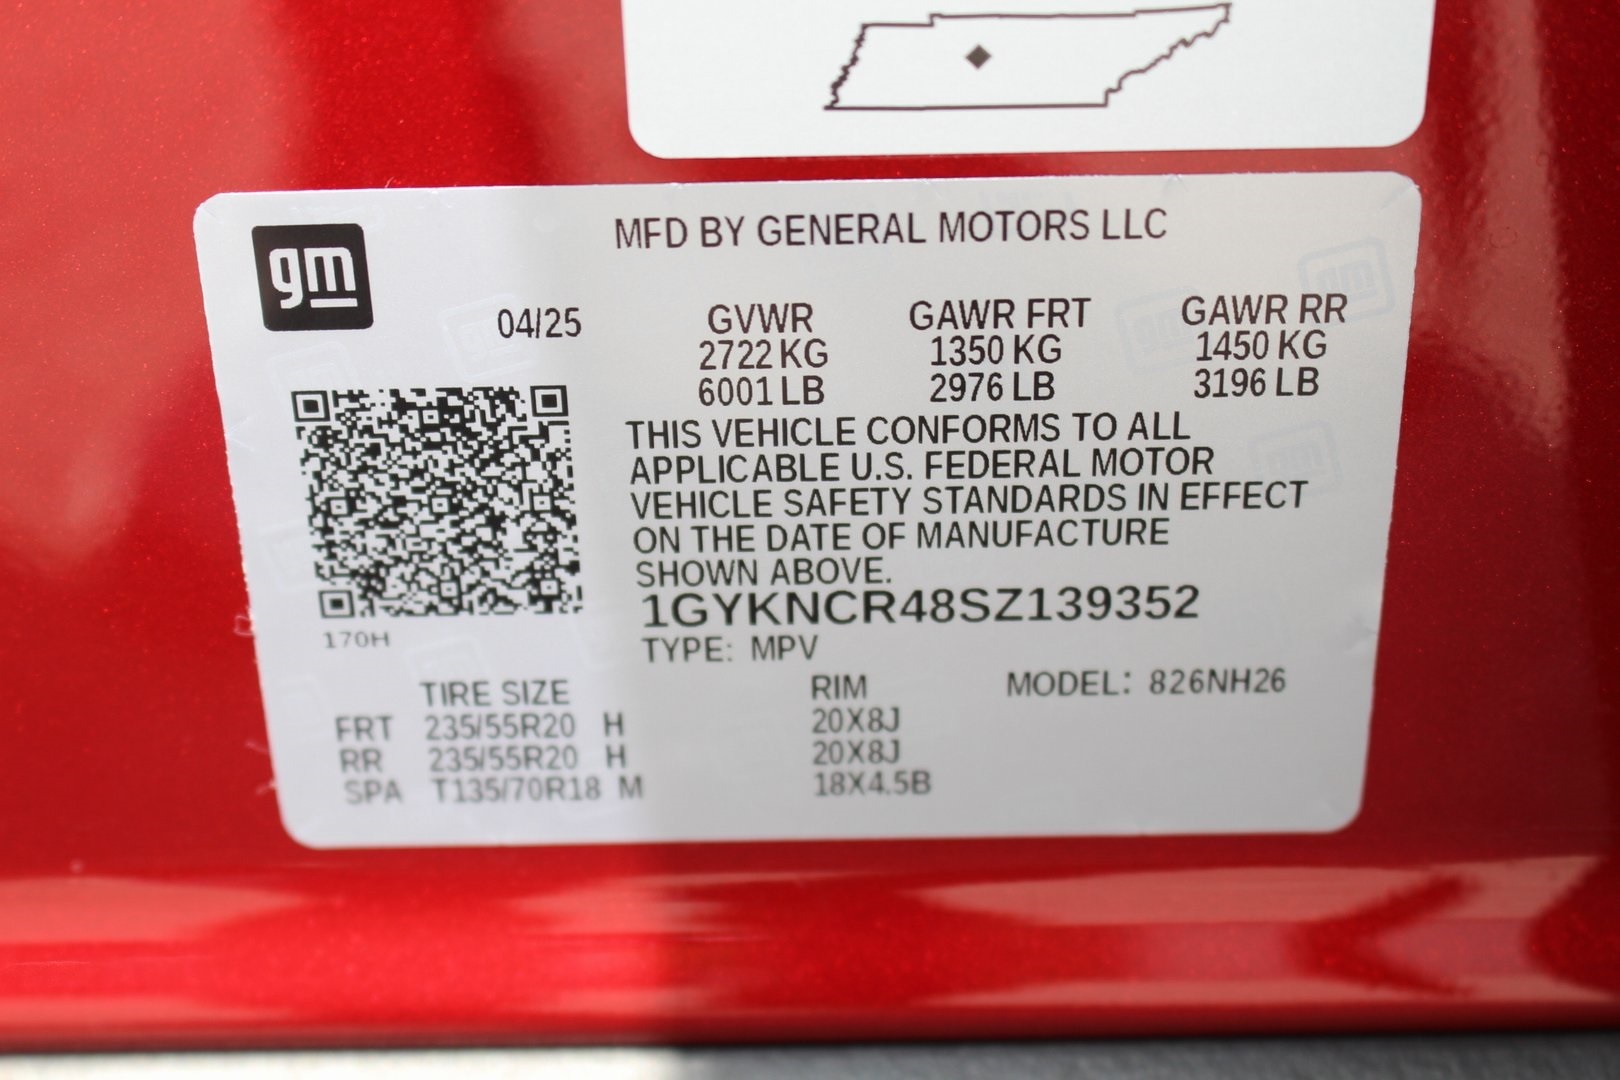 gm
MFD BY GENERAL MOTORS LLC
04/25 GVWR GAWR FRT GAWR RR
2722 KG 1350 KG 1450 KG
6001 LB 2976 LB 3196 LB
THIS VEHICLE CONFORMS TO ALL
APPLICABLE U.S. FEDERAL MOTOR
VEHICLE SAFETY STANDARDS IN EFFECT
ON THE DATE OF MANUFACTURE
SHOWN ABOVE.
1GYKNCR48SZ139352
170H
TYPE: MPV
TIRE SIZE RIM MODEL: 826NH26
FRT 235/55R20 H 20X8J
RR 235/55R20 H 20X8J
SPA T135/70R18 M 18X4.5B